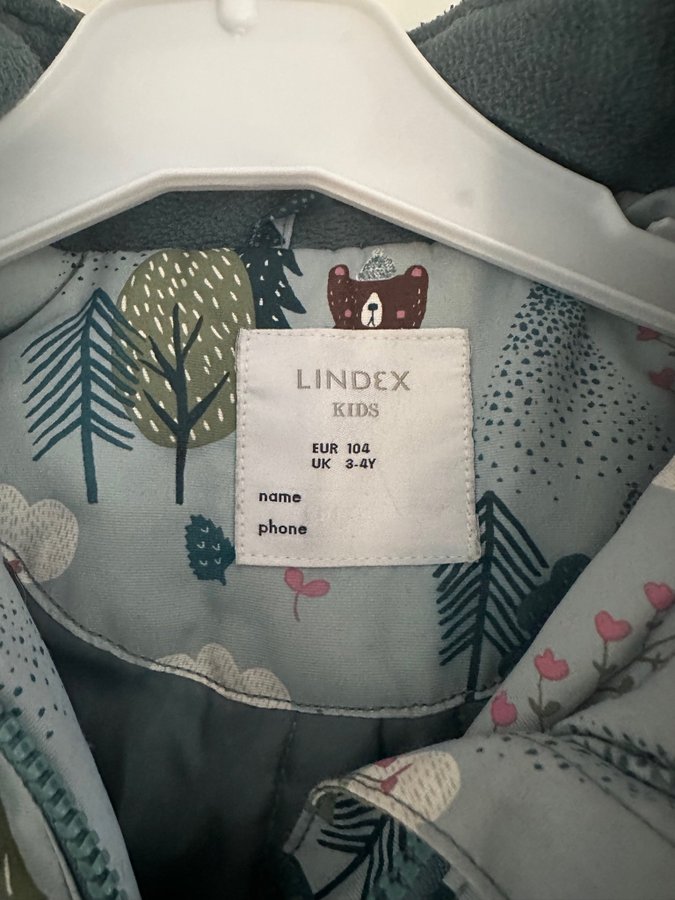 LINDEX
KIDS
EUR 104
UK 3-4Y
name
phone